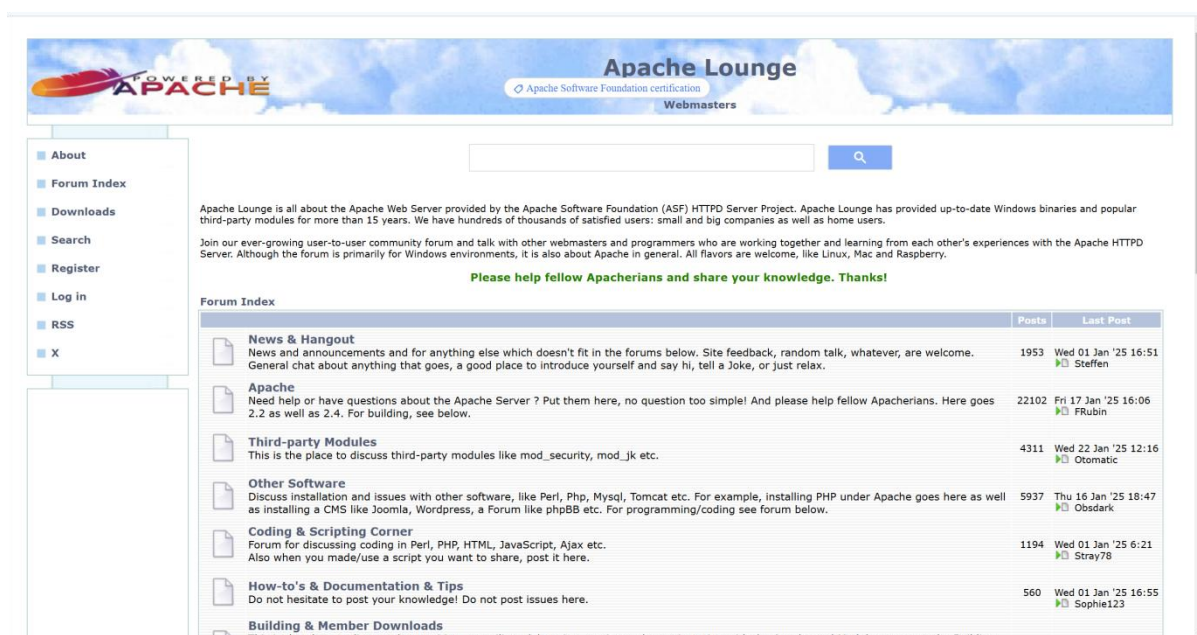 POWERED BY
APACHE
Apache Lounge
Apache Software Foundation certification
Webmasters
About
Forum Index
Downloads
Search
Register
Log in
RSS
X
Apache Lounge is all about the Apache Web Server provided by the Apache Software Foundation (ASF) HTTPD Server Project. Apache Lounge has provided up-to-date Windows binaries and popular
third-party modules for more than 15 years. We have hundreds of thousands of satisfied users: small and big companies as well as home users.
Join our ever-growing user-to-user community forum and talk with other webmasters and programmers who are working together and learning from each other's experiences with the Apache HTTPD
Server. Although the forum is primarily for Windows environments, it is also about Apache in general. All flavors are welcome, like Linux, Mac and Raspberry.
Please help fellow Apacherians and share your knowledge. Thanks!
Forum Index
Posts Last Post
News & Hangout
News and announcements and for anything else which doesn't fit in the forums below. Site feedback, random talk, whatever, are welcome.
General chat about anything that goes, a good place to introduce yourself and say hi, tell a Joke, or just relax.
1953 Wed 01 Jan '25 16:51
Steffen
Apache
Need help or have questions about the Apache Server ? Put them here, no question too simple! And please help fellow Apacherians. Here goes
2.2 as well as 2.4. For building, see below.
22102 Fri 17 Jan '25 16:06
FRubin
Third-party Modules
This is the place to discuss third-party modules like mod_security, mod_jk etc.
4311 Wed 22 Jan '25 12:16
Otomatic
Other Software
Discuss installation and issues with other software, like Perl, Php, Mysql, Tomcat etc. For example, installing PHP under Apache goes here as well
as installing a CMS like Joomla, Wordpress, a Forum like phpBB etc. For programming/coding see forum below.
5937 Thu 16 Jan '25 18:47
Obsdark
Coding & Scripting Corner
Forum for discussing coding in Perl, PHP, HTML, JavaScript, Ajax etc.
Also when you made/use a script you want to share, post it here.
1194 Wed 01 Jan '25 6:21
Stray78
How-to's & Documentation & Tips
Do not hesitate to post your knowledge! Do not post issues here.
560 Wed 01 Jan '25 16:55
Sophie123
Building & Member Downloads